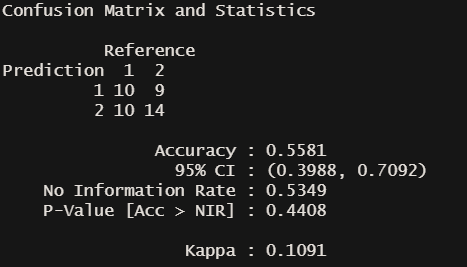 Confusion Matrix and Statistics
Reference
Prediction 1 2
1 10 9
2 10 14
Accuracy : 0.5581
95% CI : (0.3988, 0.7092)
No Information Rate : 0.5349
P-Value [Acc > NIR] : 0.4408
Kappa : 0.1091